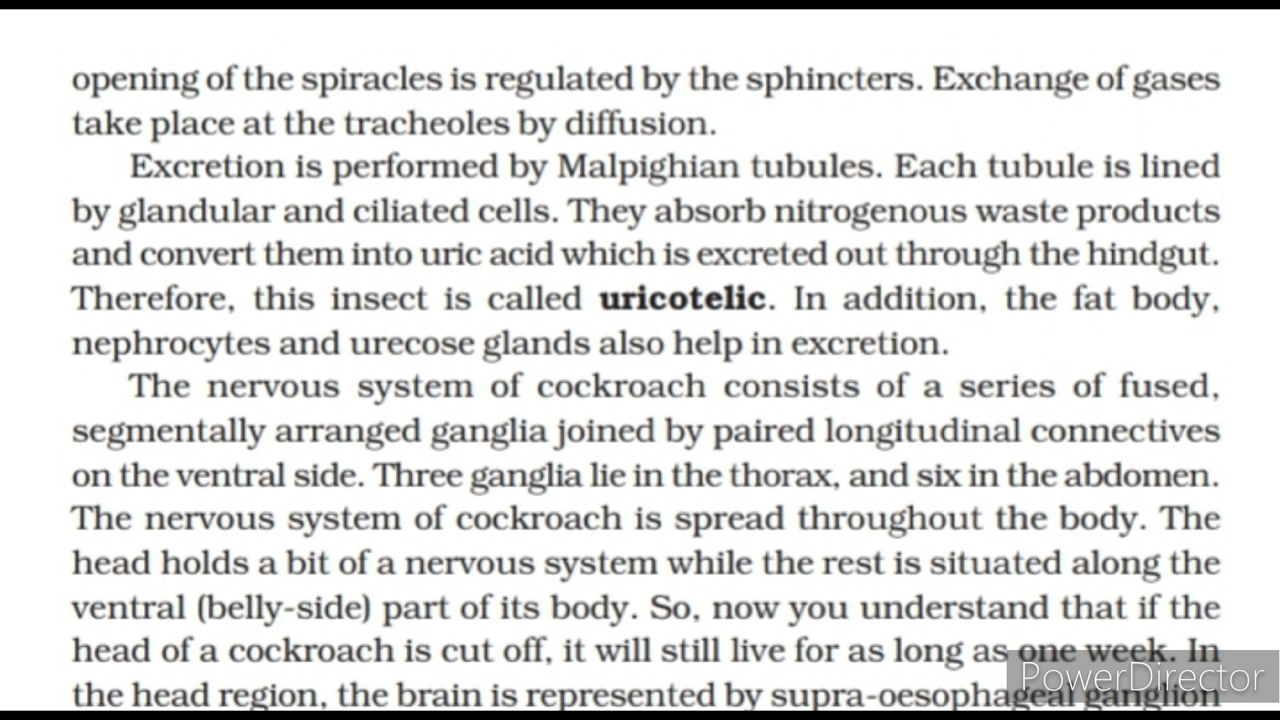 opening of the spiracles is regulated by the sphincters. Exchange of gases
take place at the tracheoles by diffusion.
Excretion is performed by Malpighian tubules. Each tubule is lined
by glandular and ciliated cells. They absorb nitrogenous waste products
and convert them into uric acid which is excreted out through the hindgut.
Therefore, this insect is called uricotelic. In addition, the fat body,
nephrocytes and urecose glands also help in excretion.
The nervous system of cockroach consists of a series of fused,
segmentally arranged ganglia joined by paired longitudinal connectives
on the ventral side. Three ganglia lie in the thorax, and six in the abdomen.
The nervous system of cockroach is spread throughout the body. The
head holds a bit of a nervous system while the rest is situated along the
ventral (belly-side) part of its body. So, now you understand that if the
head of a cockroach is cut off, it will still live for as long as one week. In
the head region, the brain is represented by supra-oesophageal ganglion
PowerDirector